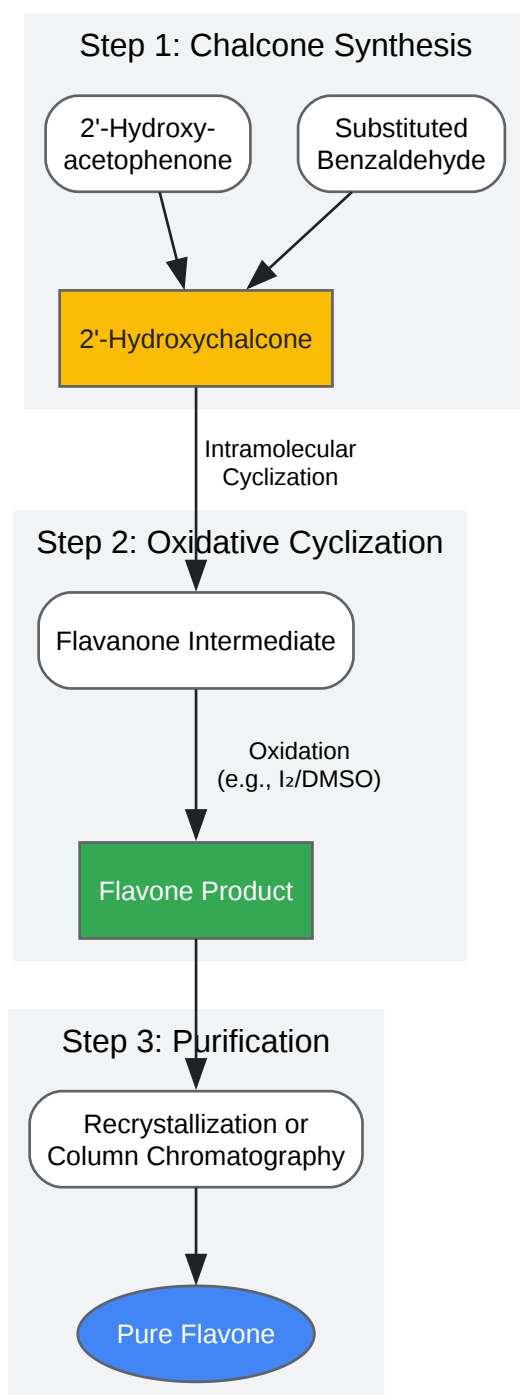 Step 1: Chalcone Synthesis
2'-Hydroxy-
acetophenone
Substituted
Benzaldehyde
2'-Hydroxychalcone
Intramolecular
Cyclization
Step 2: Oxidative Cyclization
Flavanone Intermediate
Oxidation
(e.g., I₂/DMSO)
Flavone Product
Step 3: Purification
Recrystallization or
Column Chromatography
Pure Flavone